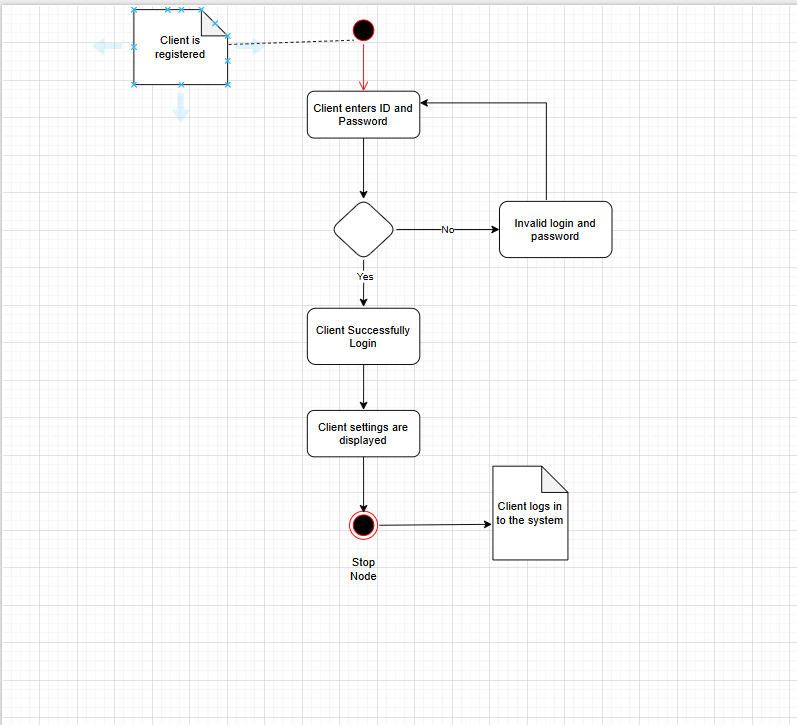 Client is
registered
Client enters ID and
Password
No
Invalid login and
password
Yes
Client Successfully
Login
Client settings are
displayed
Client logs in
to the system
Stop
Node